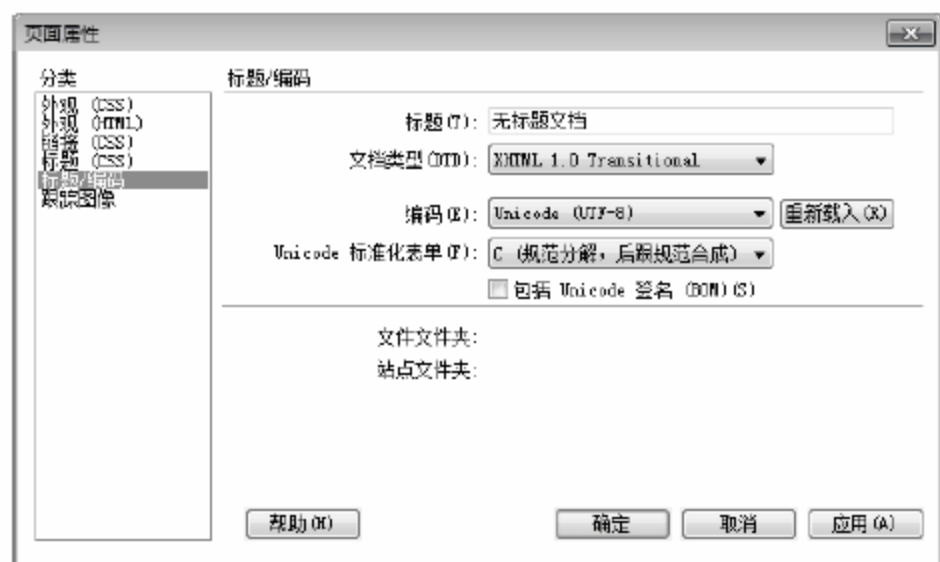 页面属性
分类
外观 (CSS)
外观 (HTML)
链接 (CSS)
标题 (CSS)
标题/编码
跟踪图像
标题/编码
标题(T): 无标题文档
文档类型(DTD): XHTML 1.0 Transitional
编码(E): Unicode (UTF-8) 重新载入(R)
Unicode 标准化表单(F): C (规范分解，后跟规范合成)
包括 Unicode 签名 (BOM)(S)
文件文件夹:
站点文件夹:
帮助(H) 确定 取消 应用(A)